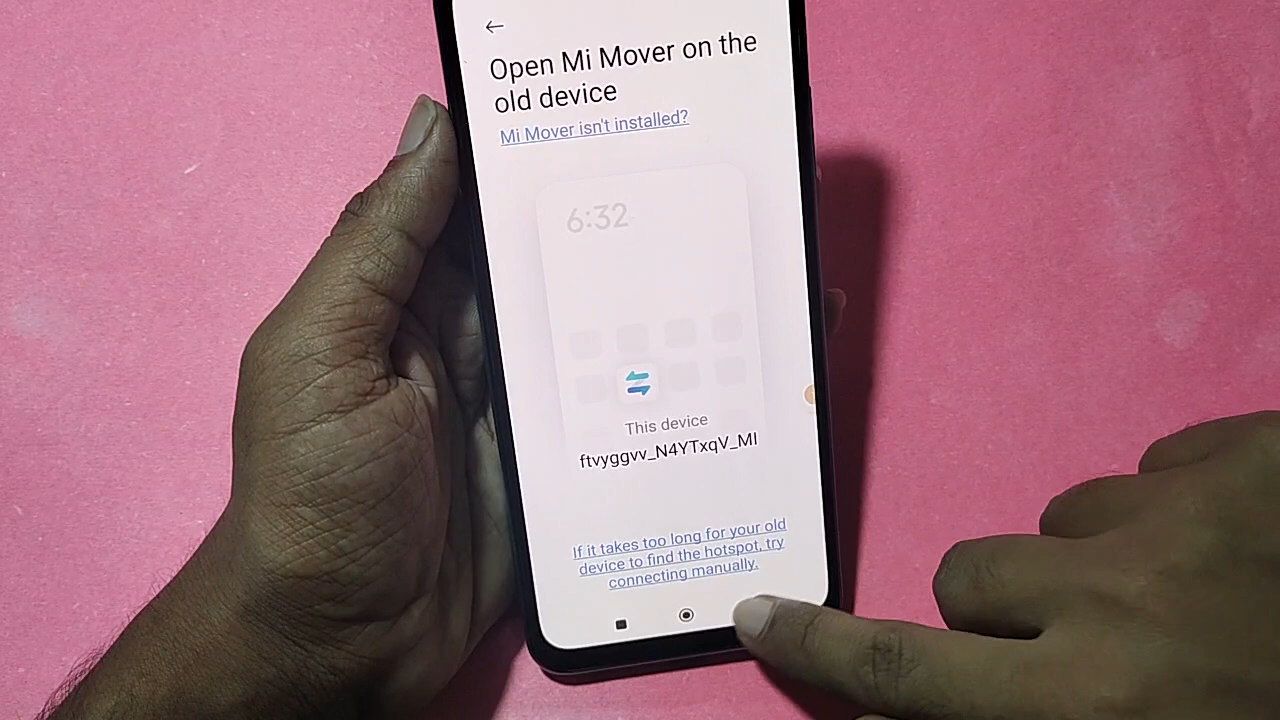 Open Mi Mover on the
old device
Mi Mover isn't installed?
6:32
This device
ftvyggvv_N4YTxqV_MI
If it takes too long for your old
device to find the hotspot, try
connecting manually.